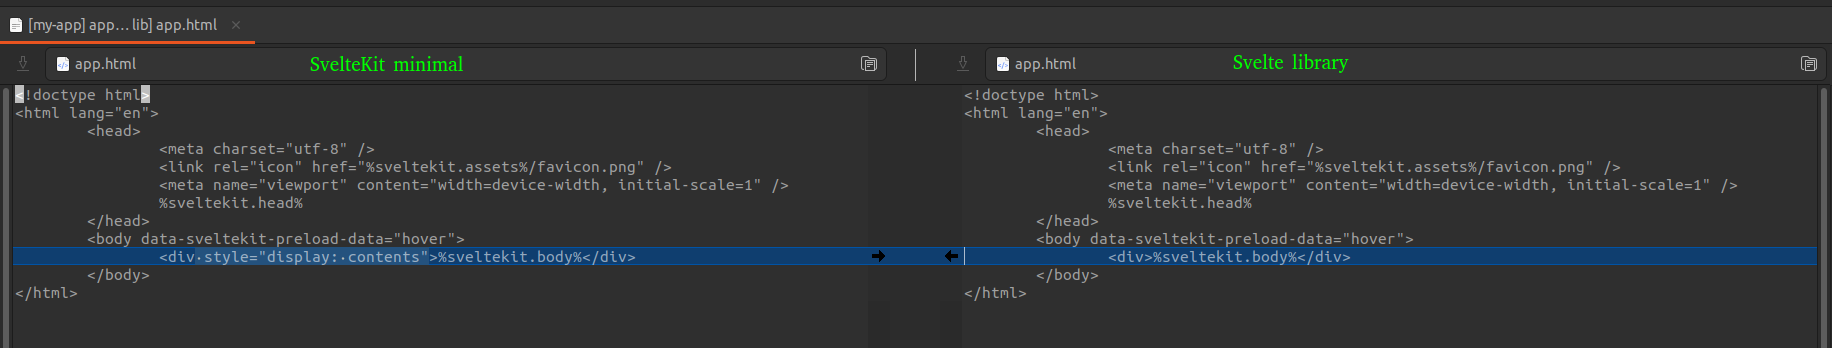 [my-app] app… lib] app.html ×
app.html SvelteKit minimal
<!doctype html>
<html lang="en">
<head>
<meta charset="utf-8" />
<link rel="icon" href="%sveltekit.assets%/favicon.png" />
<meta name="viewport" content="width=device-width, initial-scale=1" />
%sveltekit.head%
</head>
<body data-sveltekit-preload-data="hover">
<div·style="display:·contents">%sveltekit.body%</div>
</body>
</html>
app.html Svelte library
<!doctype html>
<html lang="en">
<head>
<meta charset="utf-8" />
<link rel="icon" href="%sveltekit.assets%/favicon.png" />
<meta name="viewport" content="width=device-width, initial-scale=1" />
%sveltekit.head%
</head>
<body data-sveltekit-preload-data="hover">
<div>%sveltekit.body%</div>
</body>
</html>